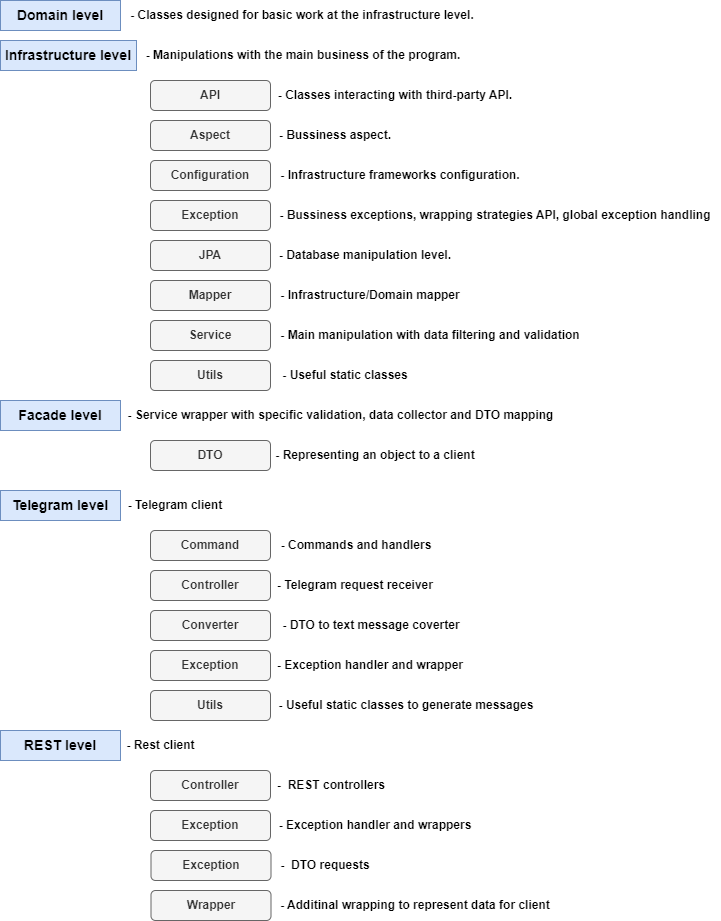 Domain level - Classes designed for basic work at the infrastructure level.
Infrastructure level - Manipulations with the main business of the program.
API - Classes interacting with third-party API.
Aspect - Bussiness aspect.
Configuration - Infrastructure frameworks configuration.
Exception - Bussiness exceptions, wrapping strategies API, global exception handling
JPA - Database manipulation level.
Mapper - Infrastructure/Domain mapper
Service - Main manipulation with data filtering and validation
Utils - Useful static classes
Facade level - Service wrapper with specific validation, data collector and DTO mapping
DTO - Representing an object to a client
Telegram level - Telegram client
Command - Commands and handlers
Controller - Telegram request receiver
Converter - DTO to text message coverter
Exception - Exception handler and wrapper
Utils - Useful static classes to generate messages
REST level - Rest client
Controller - REST controllers
Exception - Exception handler and wrappers
Exception - DTO requests
Wrapper - Additinal wrapping to represent data for client